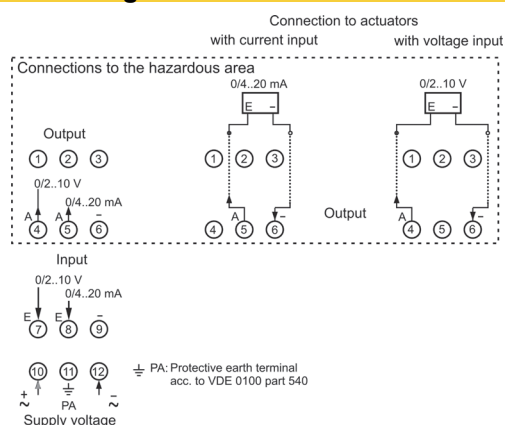 Connection to actuators
with current input with voltage input
Connections to the hazardous area
0/4..20 mA 0/2..10 V
E – E –
Output
1 2 3 1 2 3 1 2 3
0/2..10 V
0/4..20 mA
A A – A – Output A –
4 5 6 4 5 6 4 5 6
Input
0/2..10 V
0/4..20 mA
E E –
7 8 9
10 11 12 PA: Protective earth terminal
acc. to VDE 0100 part 540
+ –
~ PA ~
Supply voltage